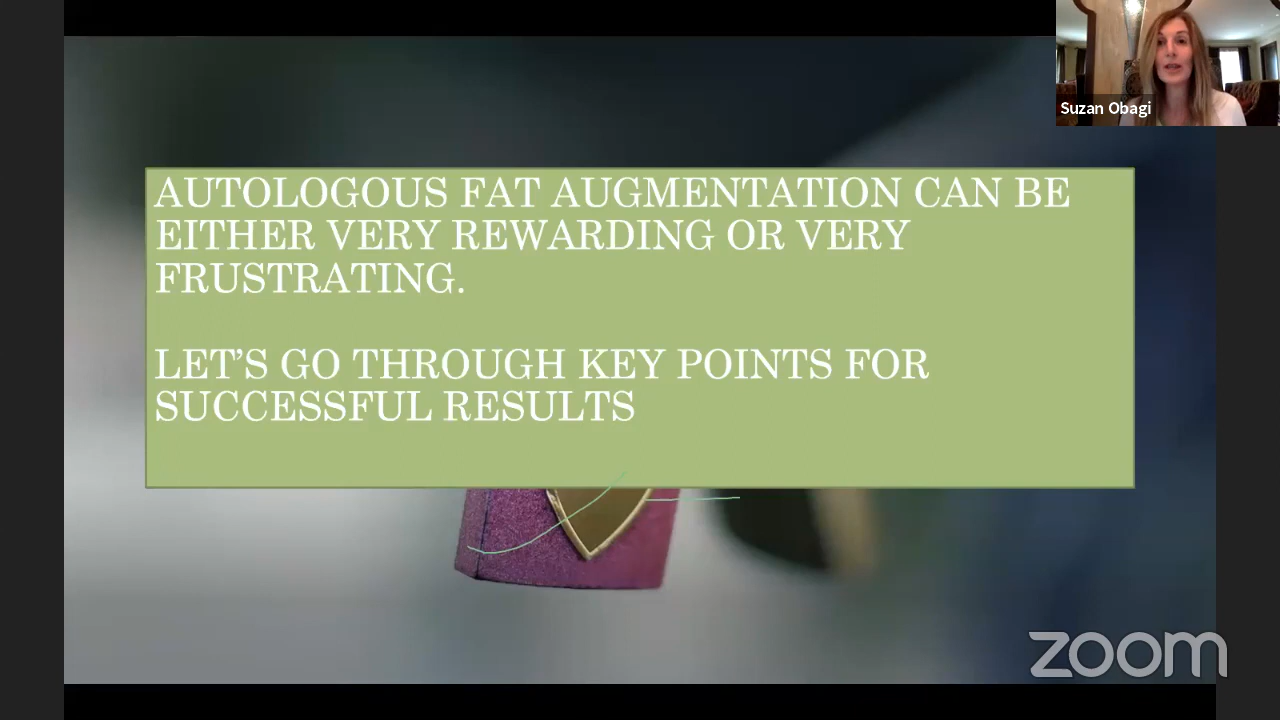 Suzan Obagi
AUTOLOGOUS FAT AUGMENTATION CAN BE
EITHER VERY REWARDING OR VERY
FRUSTRATING.
LET’S GO THROUGH KEY POINTS FOR
SUCCESSFUL RESULTS
zoom